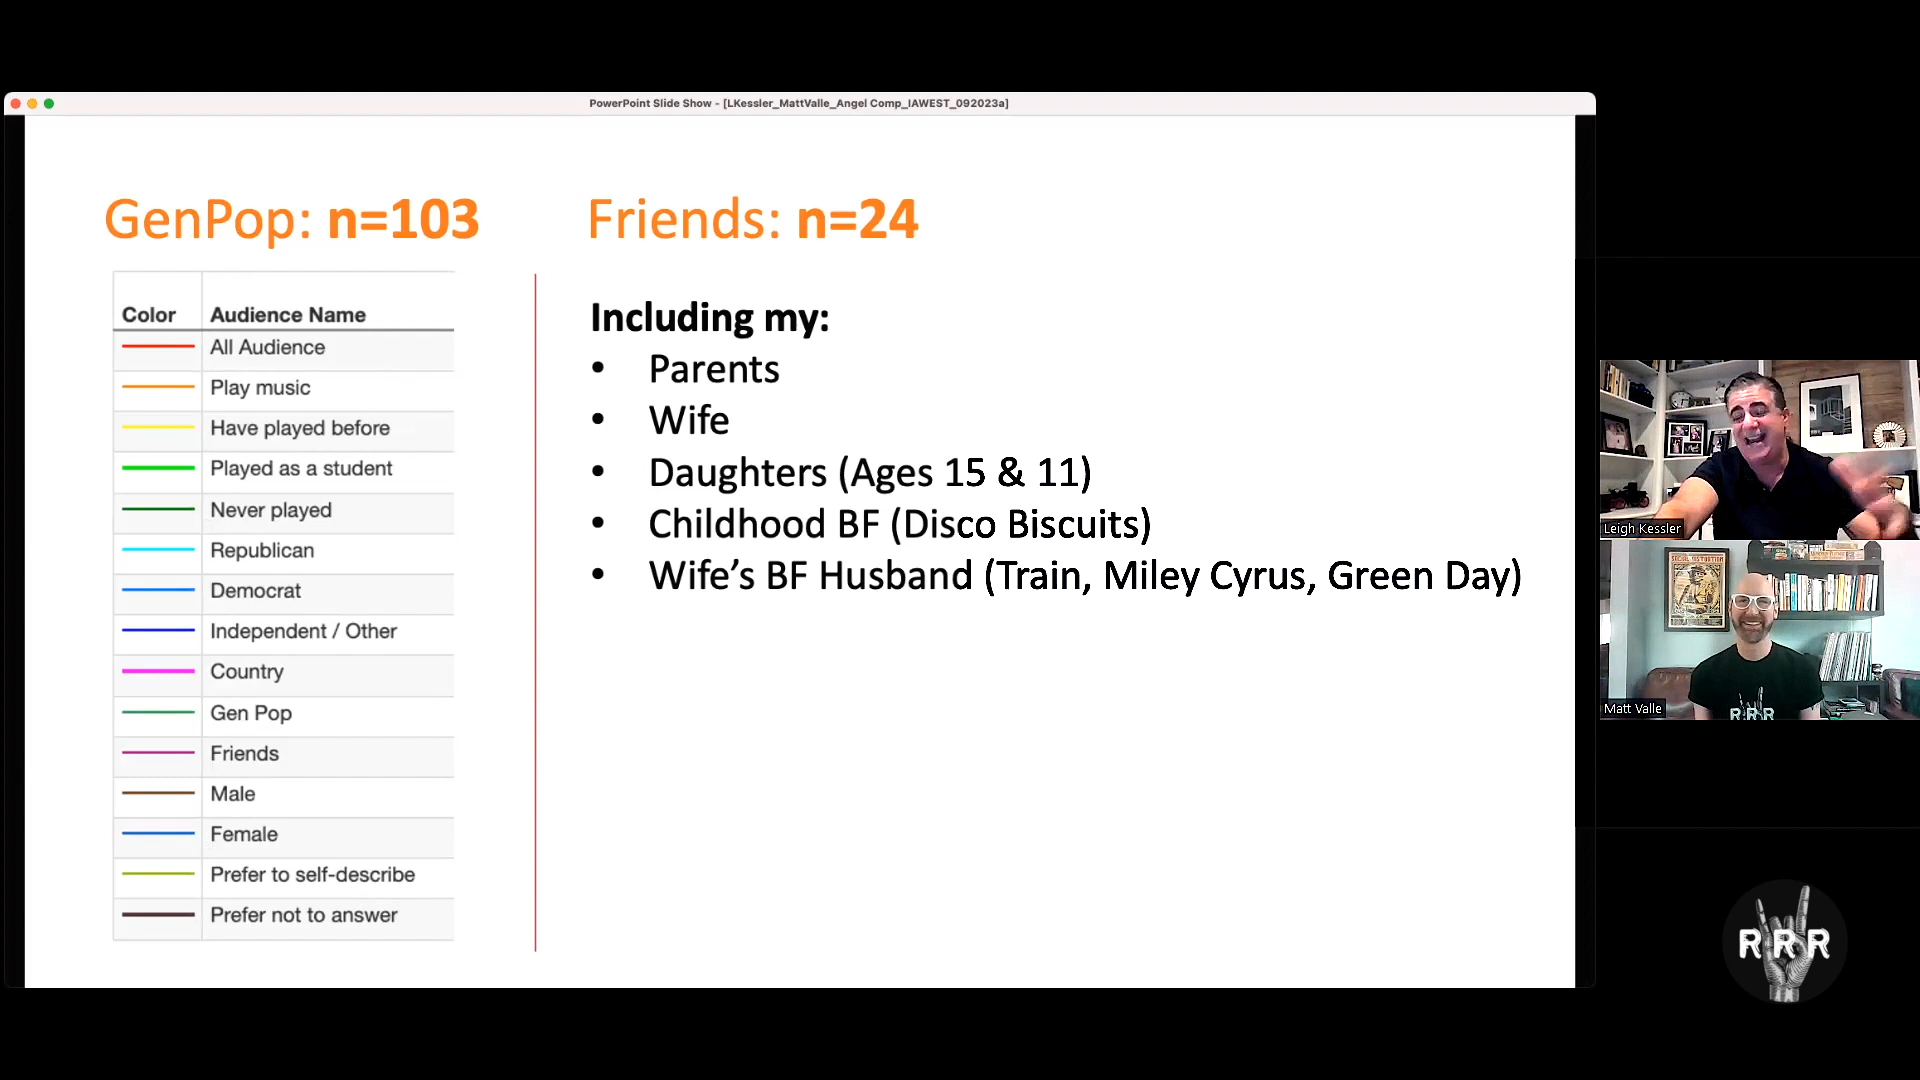 PowerPoint Slide Show - [LKessler_MattValle_Angel Comp_IAWEST_092023a]
GenPop: n=103
Color Audience Name
All Audience
Play music
Have played before
Played as a student
Never played
Republican
Democrat
Independent / Other
Country
Gen Pop
Friends
Male
Female
Prefer to self-describe
Prefer not to answer
Friends: n=24
Including my:
• Parents
• Wife
• Daughters (Ages 15 & 11)
• Childhood BF (Disco Biscuits)
• Wife’s BF Husband (Train, Miley Cyrus, Green Day)
Leigh Kessler
SOCIAL DISTORTION
RRR
Matt Valle
RRR